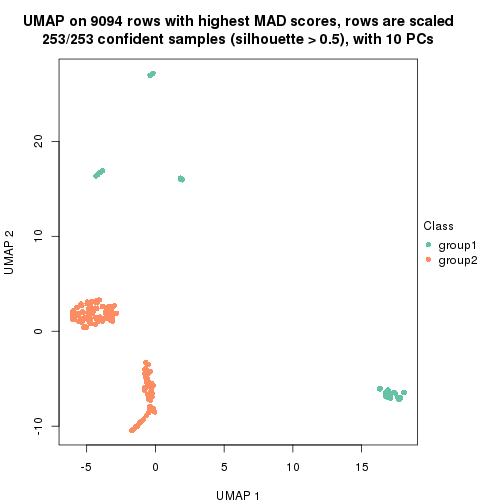 UMAP on 9094 rows with highest MAD scores, rows are scaled
253/253 confident samples (silhouette > 0.5), with 10 PCs
20
10
0
-10
UMAP 2
-5
0
5
10
15
UMAP 1
Class
group1
group2